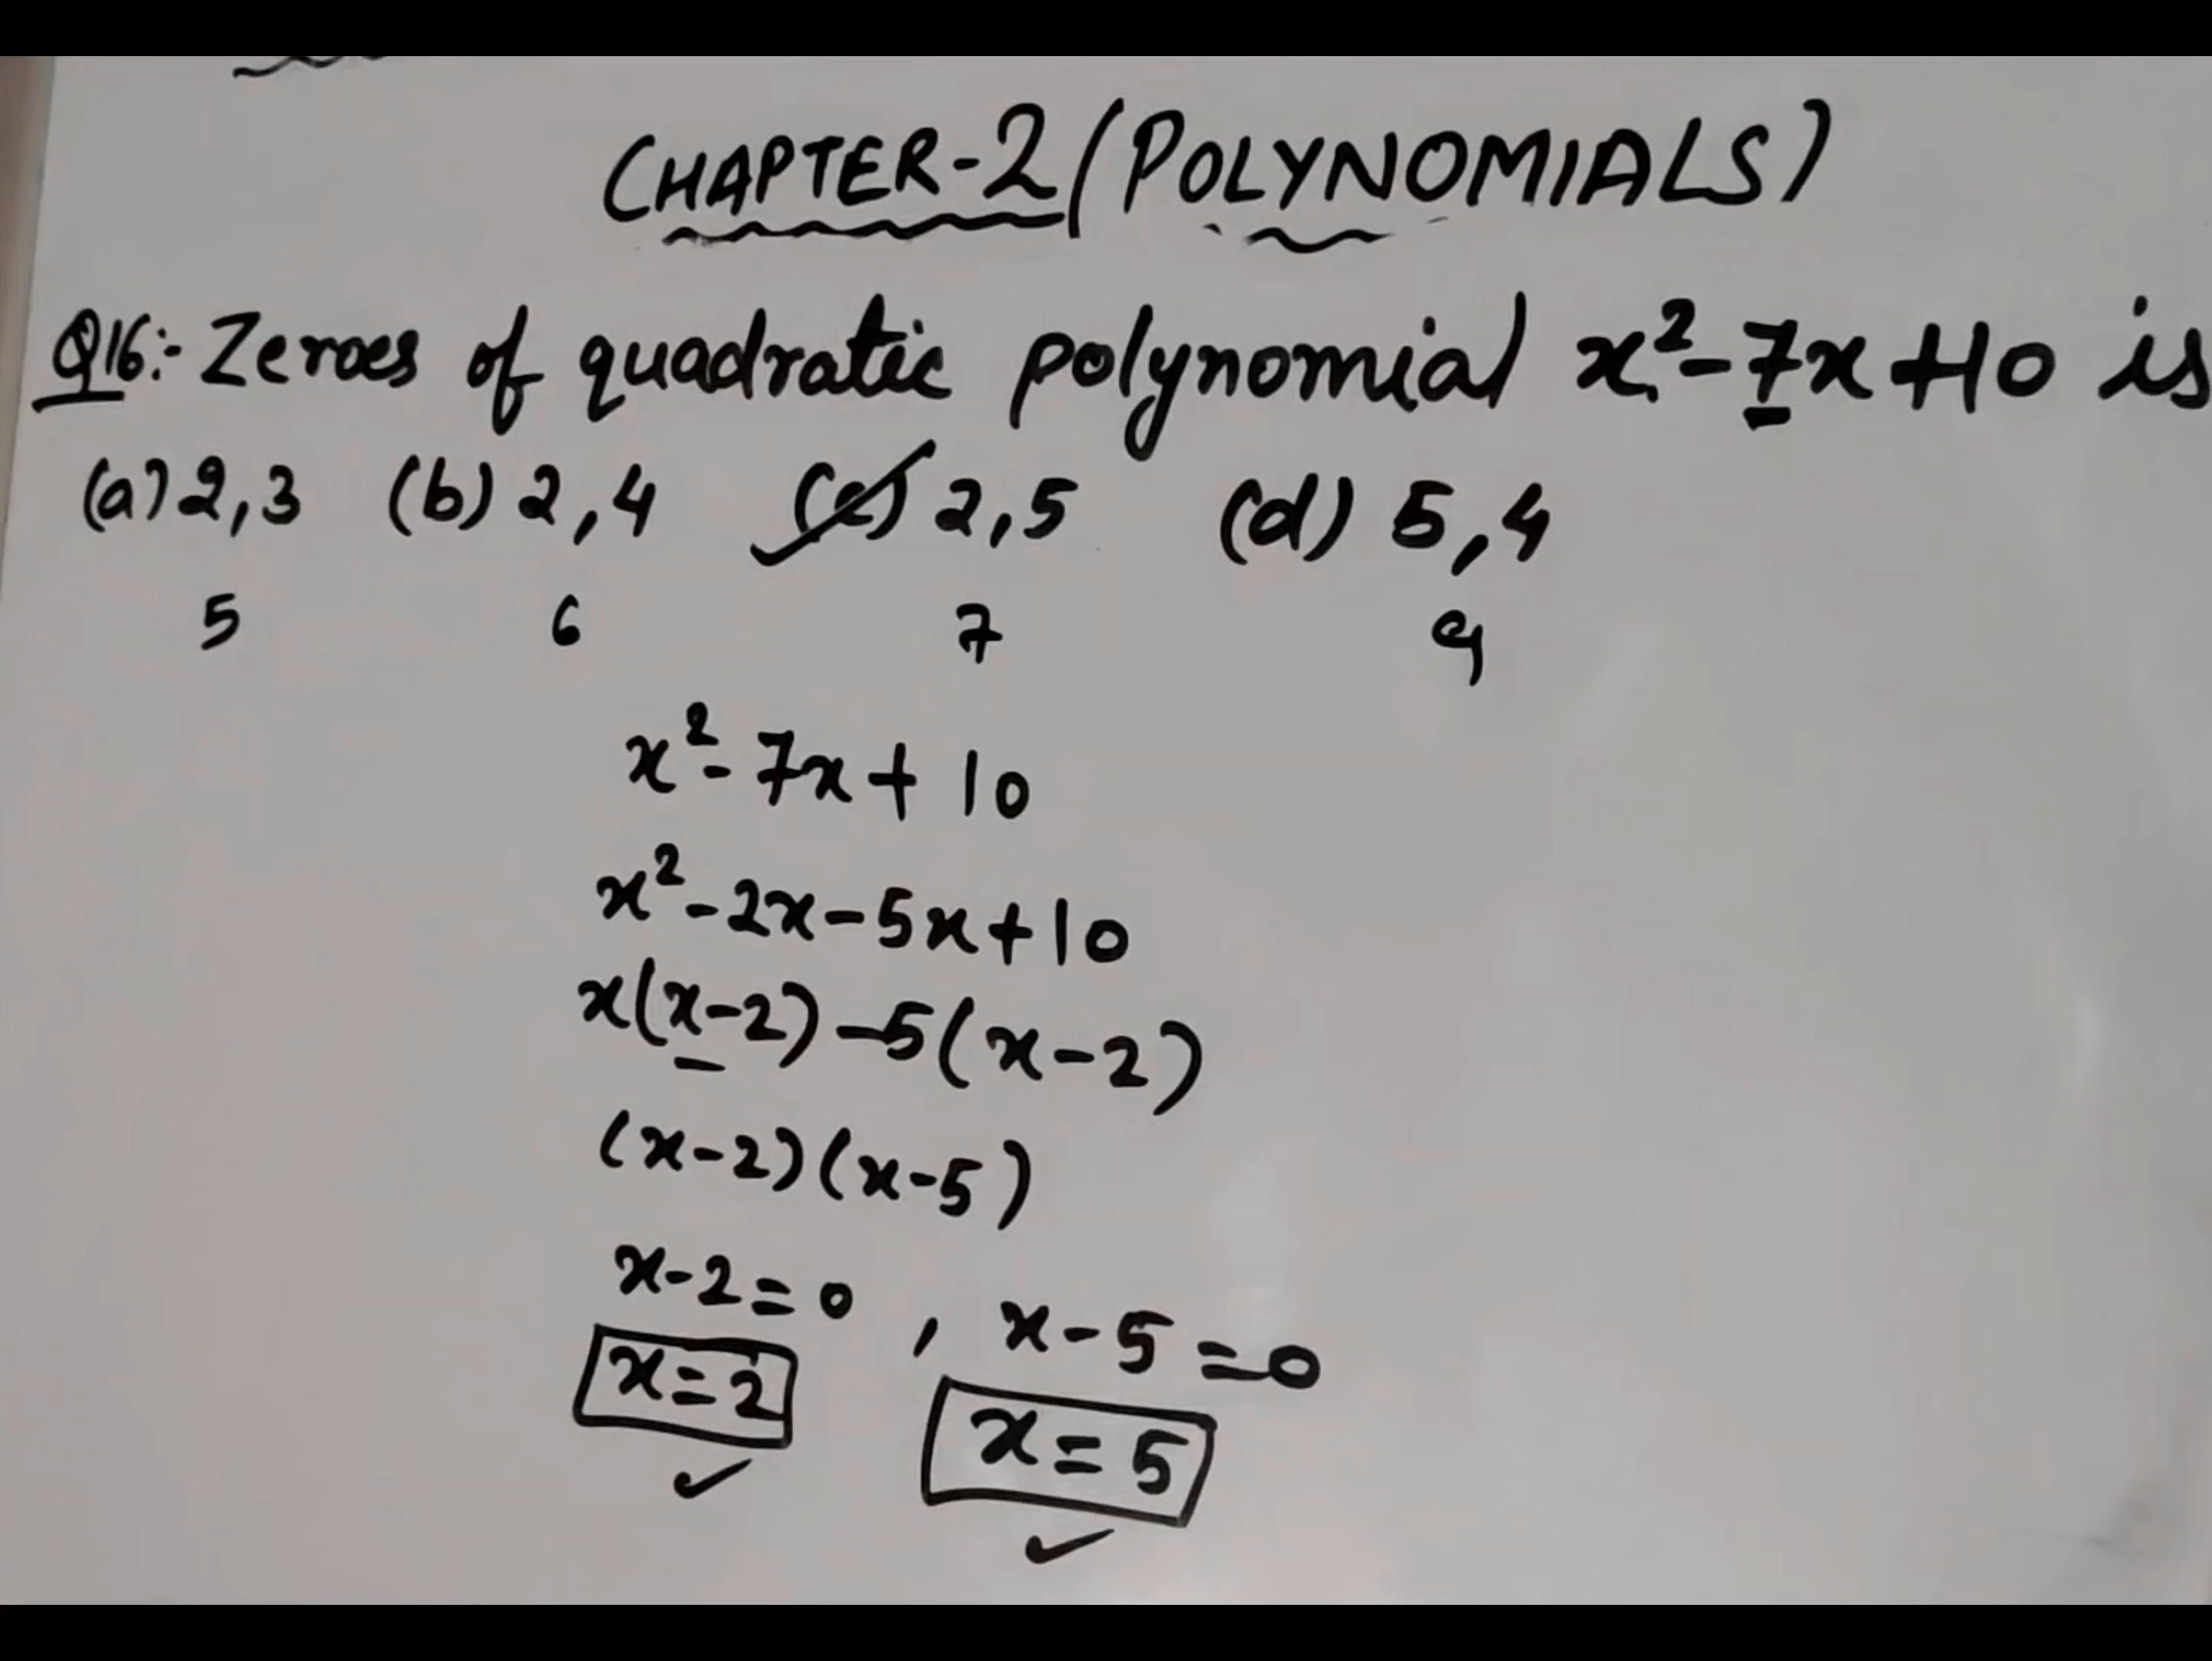 CHAPTER-2 (POLYNOMIALS)
Q16:- Zeroes of quadratic polynomial x²-7x+10 is
(a) 2,3 (b) 2,4 (c) 2,5 (d) 5,4
5 6 7 9
x²-7x+10
x²-2x-5x+10
x(x-2)-5(x-2)
(x-2)(x-5)
x-2=0 , x-5=0
x=2 x=5